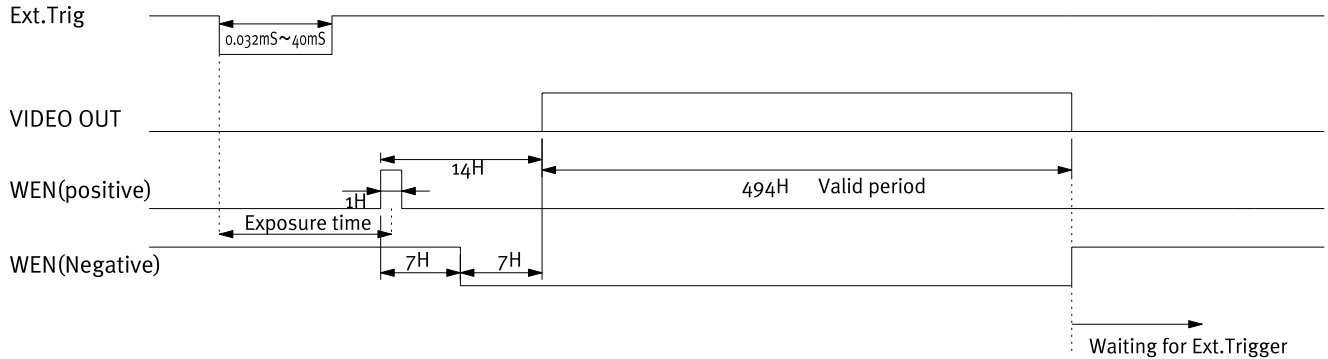 Ext.Trig
0.032mS～40mS
VIDEO OUT
14H
494H Valid period
WEN(positive)
1H
Exposure time
WEN(Negative)
7H 7H
Waiting for Ext.Trigger